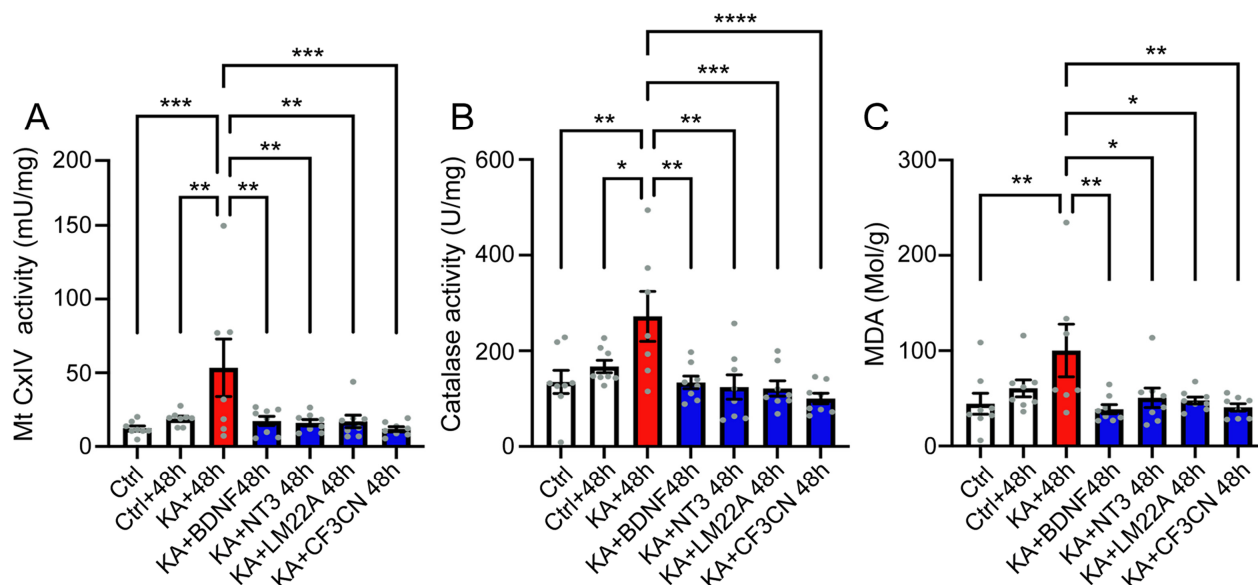 A
Mt CxIV activity (mU/mg)
200
150
100
50
0
***
***
**
**
**
**
Ctrl
Ctrl+48h
KA+48h
KA+BDNF48h
KA+NT3 48h
KA+LM22A 48h
KA+CF3CN 48h
B
Catalase activity (U/mg)
600
400
200
0
****
***
**
**
*
**
Ctrl
Ctrl+48h
KA+48h
KA+BDNF48h
KA+NT3 48h
KA+LM22A 48h
KA+CF3CN 48h
C
MDA (Mol/g)
300
200
100
0
**
*
*
**
**
Ctrl
Ctrl+48h
KA+48h
KA+BDNF 48h
KA+NT3 48h
KA+LM22A 48h
KA+CF3CN 48h